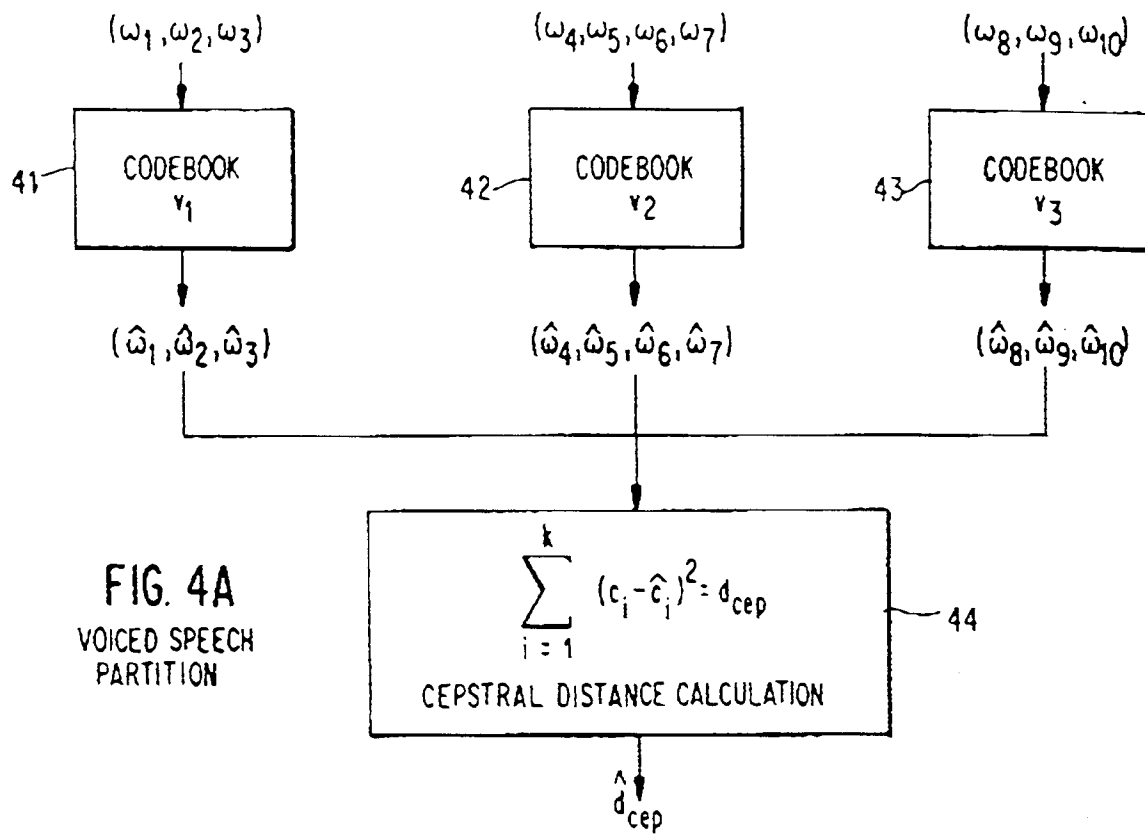 (ω₁, ω₂, ω₃)
(ω₄, ω₅, ω₆, ω₇)
(ω₈, ω₉, ω₁₀)
41
CODEBOOK
v₁
42
CODEBOOK
v₂
43
CODEBOOK
v₃
(ω̂₁, ω̂₂, ω̂₃)
(ω̂₄, ω̂₅, ω̂₆, ω̂₇)
(ω̂₈, ω̂₉, ω̂₁₀)
k
∑ (cᵢ - ĉᵢ)² = d_cep
i = 1
CEPSTRAL DISTANCE CALCULATION
44
d̂_cep
FIG. 4A
VOICED SPEECH
PARTITION